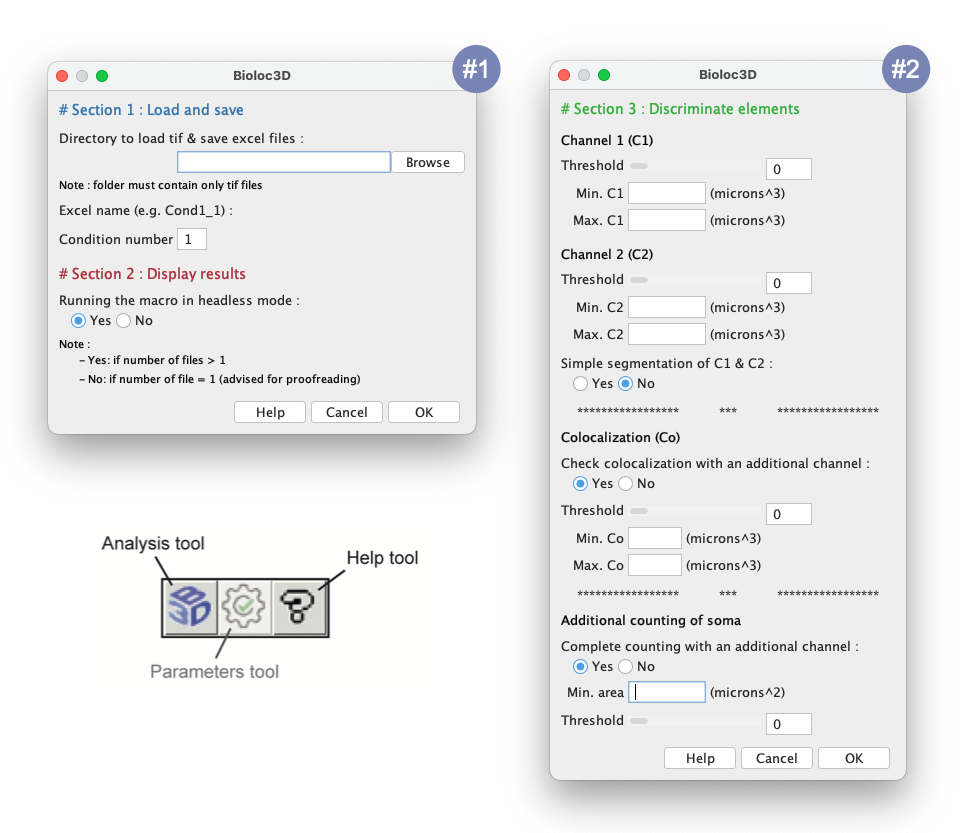 #1
Bioloc3D
# Section 1 : Load and save
Directory to load tif & save excel files :
Browse
Note : folder must contain only tif files
Excel name (e.g. Cond1_1) :
Condition number 1
# Section 2 : Display results
Running the macro in headless mode :
Yes No
Note :
– Yes: if number of files > 1
– No: if number of file = 1 (advised for proofreading)
Help Cancel OK
Analysis tool
Help tool
B
3D
?
Parameters tool
#2
Bioloc3D
# Section 3 : Discriminate elements
Channel 1 (C1)
Threshold 0
Min. C1 (microns^3)
Max. C1 (microns^3)
Channel 2 (C2)
Threshold 0
Min. C2 (microns^3)
Max. C2 (microns^3)
Simple segmentation of C1 & C2 :
Yes No
***************** *** *****************
Colocalization (Co)
Check colocalization with an additional channel :
Yes No
Threshold 0
Min. Co (microns^3)
Max. Co (microns^3)
***************** *** *****************
Additional counting of soma
Complete counting with an additional channel :
Yes No
Min. area (microns^2)
Threshold 0
Help Cancel OK